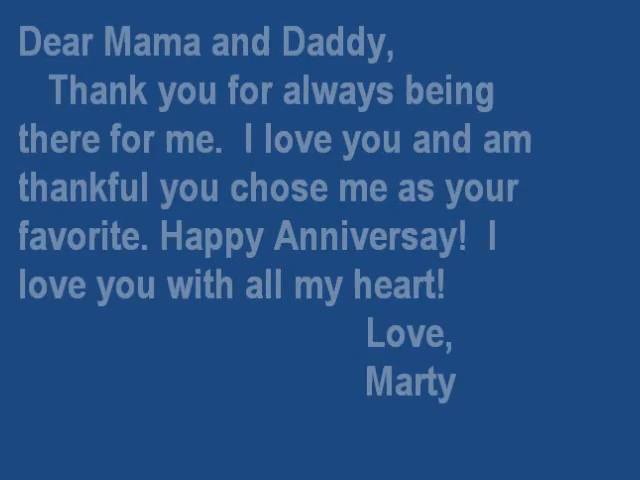 Dear Mama and Daddy,
Thank you for always being
there for me. I love you and am
thankful you chose me as your
favorite. Happy Anniversay! I
love you with all my heart!
Love,
Marty